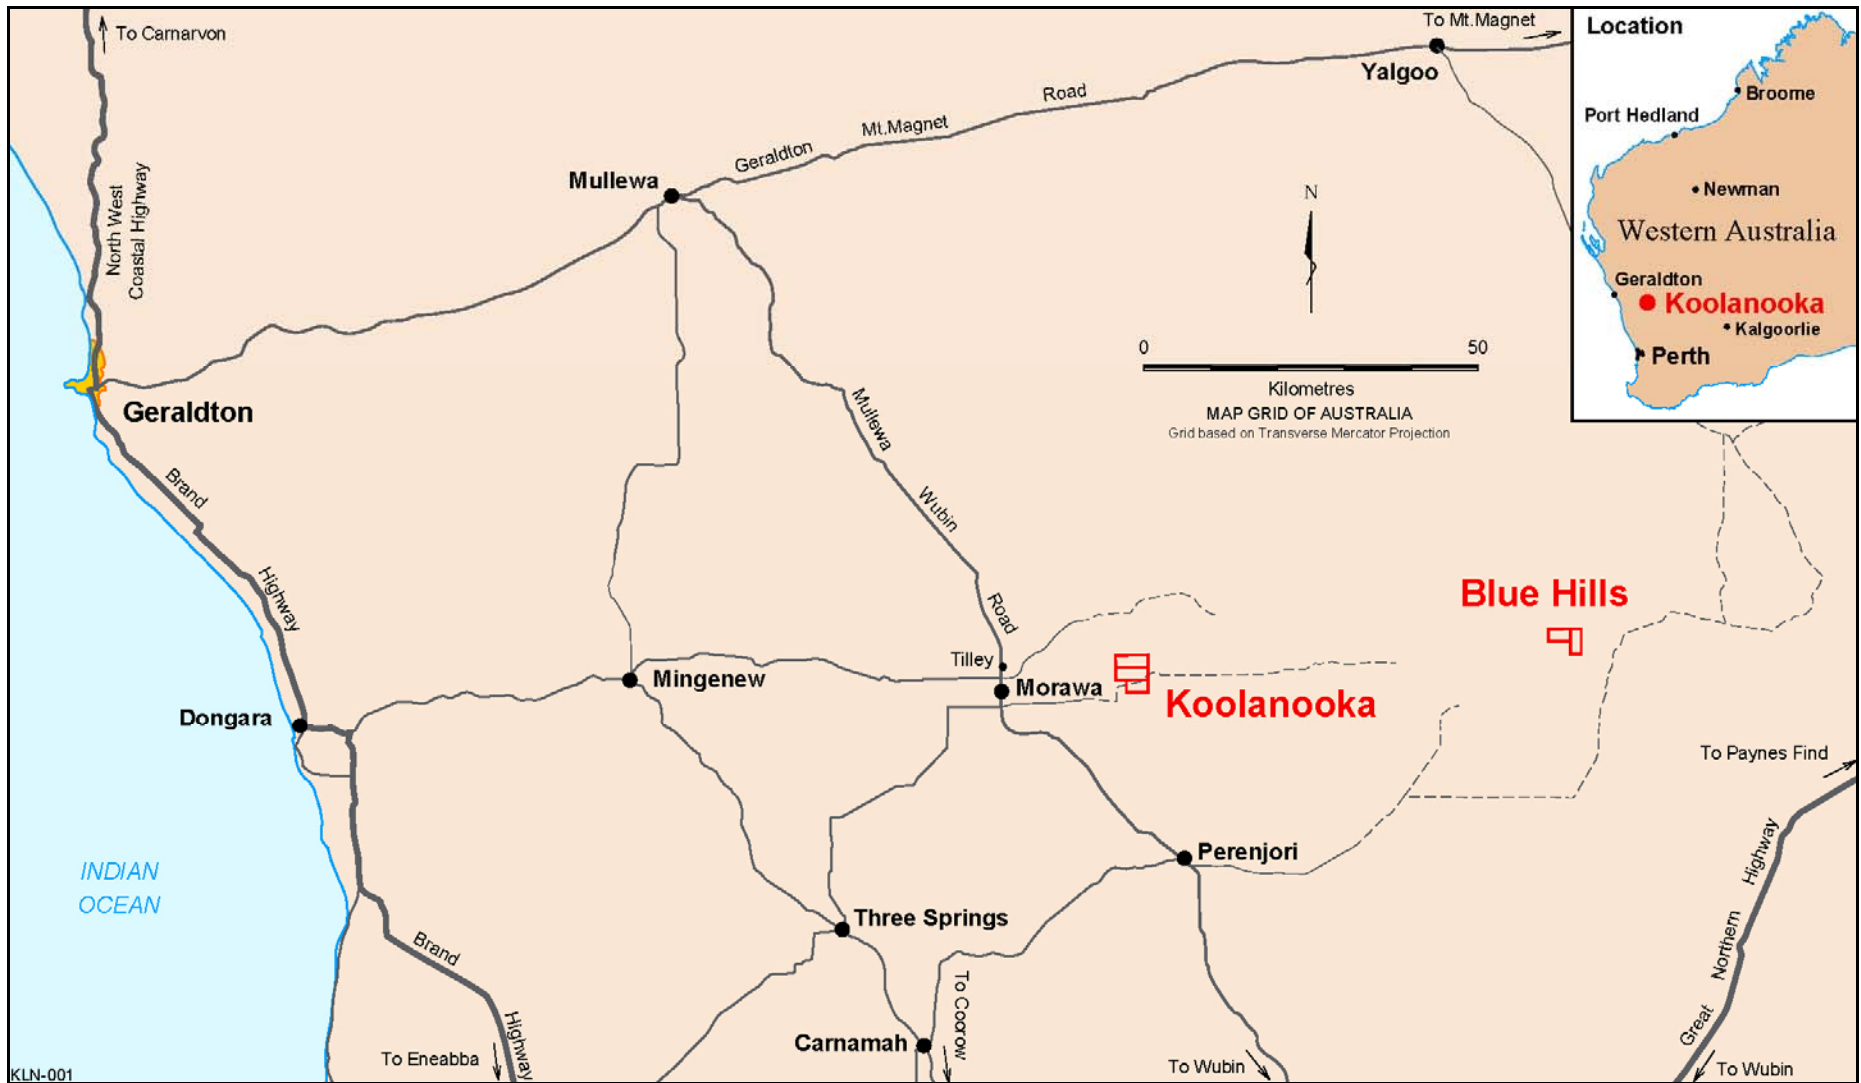 To Carnarvon
To Mt.Magnet
Yalgoo
Location
Broome
Port Hedland
Newman
Western Australia
Geraldton
Koolanooka
Kalgoorlie
Perth
North West
Coastal Highway
Mullewa
Geraldton
Mt.Magnet
Road
N
0
50
Kilometres
MAP GRID OF AUSTRALIA
Grid based on Transverse Mercator Projection
Geraldton
Brand
Highway
Mullewa
Wubin
Road
Blue Hills
Tilley
Mingenew
Morawa
Koolanooka
Dongara
To Paynes Find
INDIAN
OCEAN
Perenjori
Three Springs
Brand
Highway
Highway
Northern
Great
To Coorow
Carnamah
To Eneabba
To Wubin
To Wubin
KLN-001